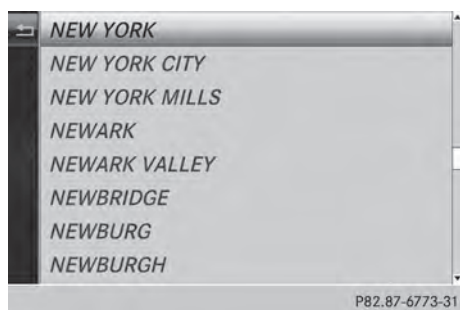 NEW YORK
NEW YORK CITY
NEW YORK MILLS
NEWARK
NEWARK VALLEY
NEWBRIDGE
NEWBURG
NEWBURGH
P82.87-6773-31